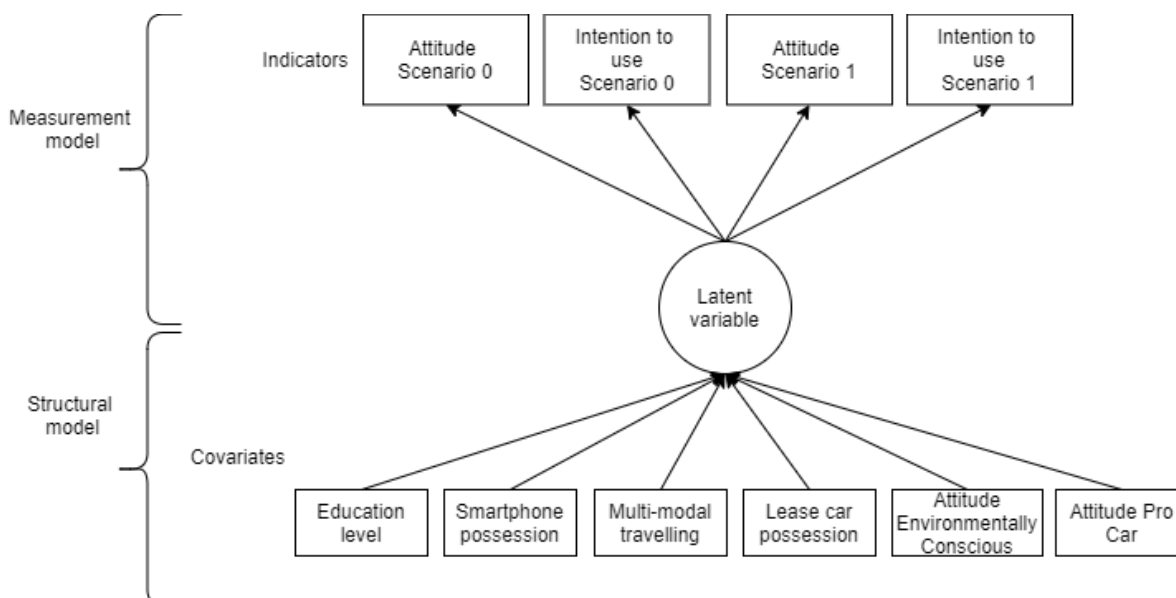 Indicators
Attitude
Scenario 0
Intention to
use
Scenario 0
Attitude
Scenario 1
Intention to
use
Scenario 1
Measurement
model
Latent
variable
Structural
model
Covariates
Education
level
Smartphone
possession
Multi-modal
travelling
Lease car
possession
Attitude
Environmentally
Conscious
Attitude Pro
Car